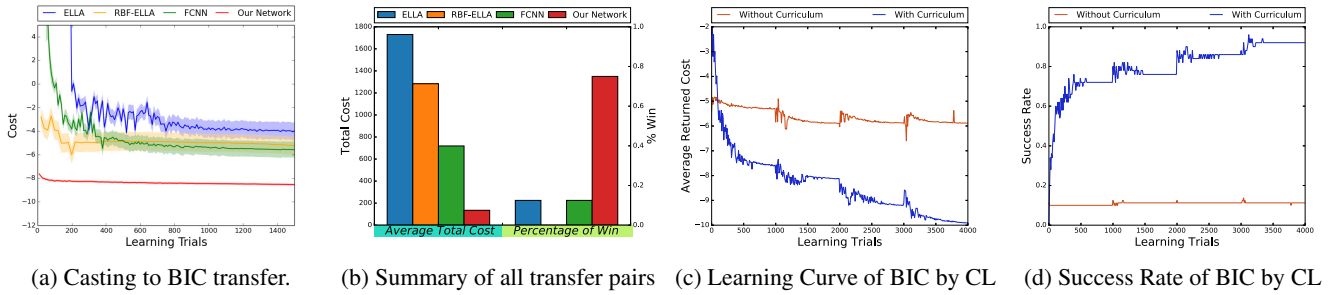 ELLA RBF-ELLA FCNN Our Network
Cost
4
2
0
−2
−4
−6
−8
−10
−12
0 200 400 600 800 1000 1200 1400
Learning Trials
(a) Casting to BIC transfer.
ELLA RBF-ELLA FCNN Our Network
Total Cost
1800
1600
1400
1200
1000
800
600
400
200
0
% Win
1.0
0.8
0.6
0.4
0.2
0.0
Average Total Cost Percentage of Win
(b) Summary of all transfer pairs
Without Curriculum With Curriculum
Average Returned Cost
−2
−3
−4
−5
−6
−7
−8
−9
−10
0 500 1000 1500 2000 2500 3000 3500 4000
Learning Trials
(c) Learning Curve of BIC by CL
Without Curriculum With Curriculum
Success Rate
1.0
0.8
0.6
0.4
0.2
0.0
0 500 1000 1500 2000 2500 3000 3500 4000
Learning Trials
(d) Success Rate of BIC by CL